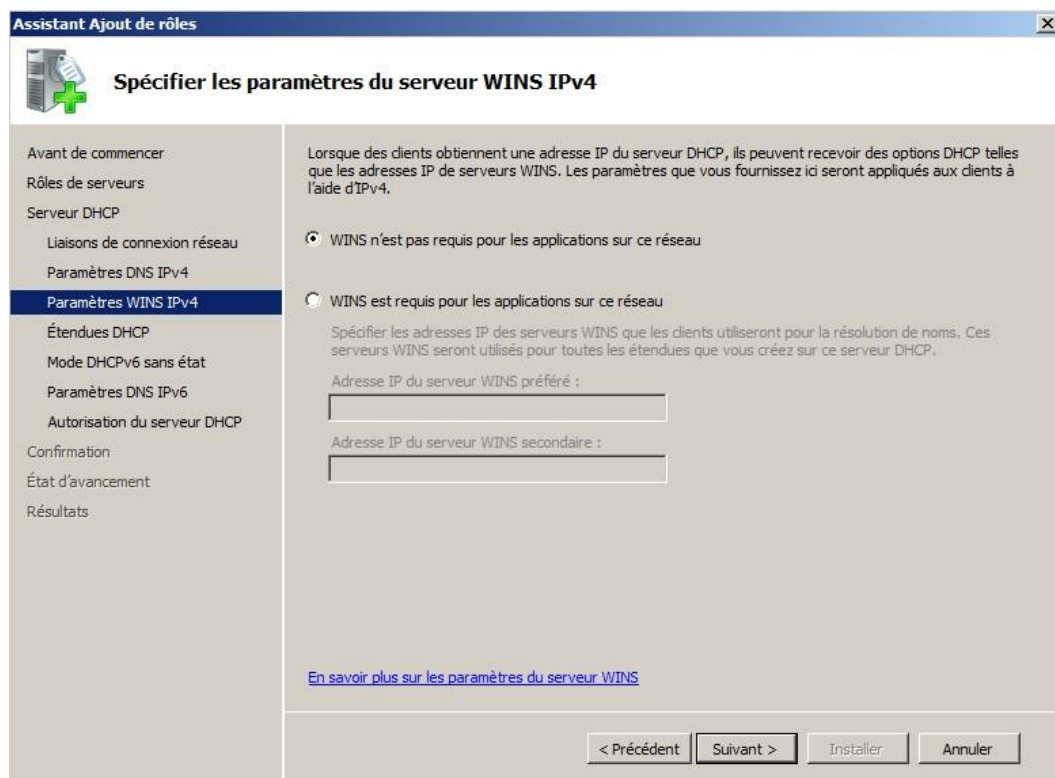 Assistant Ajout de rôles
Spécifier les paramètres du serveur WINS IPv4
Avant de commencer
Rôles de serveurs
Serveur DHCP
Liaisons de connexion réseau
Paramètres DNS IPv4
Paramètres WINS IPv4
Étendues DHCP
Mode DHCPv6 sans état
Paramètres DNS IPv6
Autorisation du serveur DHCP
Confirmation
État d'avancement
Résultats
Lorsque des clients obtiennent une adresse IP du serveur DHCP, ils peuvent recevoir des options DHCP telles
que les adresses IP de serveurs WINS. Les paramètres que vous fournissez ici seront appliqués aux clients à
l'aide d'IPv4.
WINS n'est pas requis pour les applications sur ce réseau
WINS est requis pour les applications sur ce réseau
Spécifier les adresses IP des serveurs WINS que les clients utiliseront pour la résolution de noms. Ces
serveurs WINS seront utilisés pour toutes les étendues que vous créez sur ce serveur DHCP.
Adresse IP du serveur WINS préféré :
Adresse IP du serveur WINS secondaire :
En savoir plus sur les paramètres du serveur WINS
< Précédent
Suivant >
Installer
Annuler